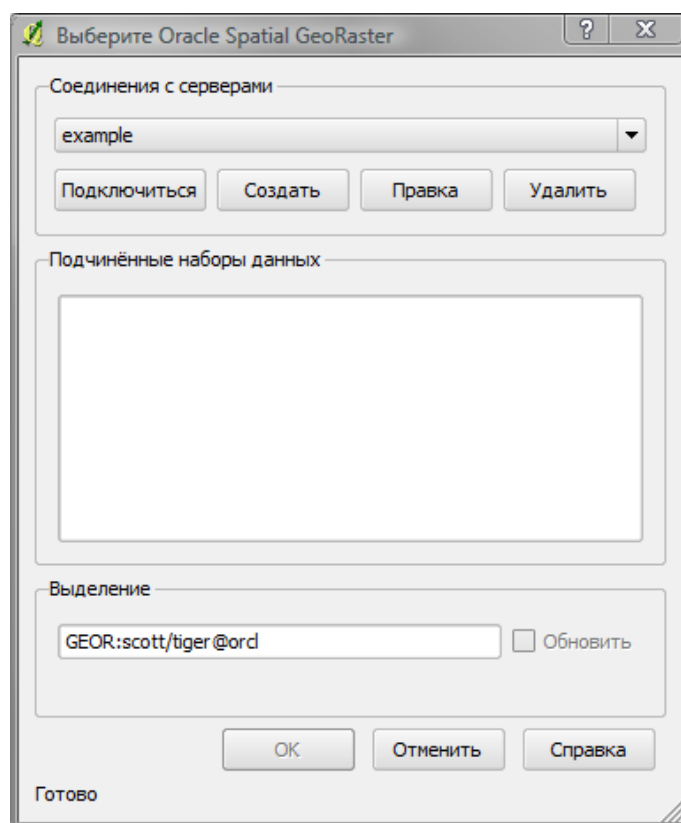 Выберите Oracle Spatial GeoRaster
Соединения с серверами
example
Подключиться Создать Правка Удалить
Подчинённые наборы данных
Выделение
GEOR:scott/tiger@orcl Обновить
OK Отменить Справка
Готово